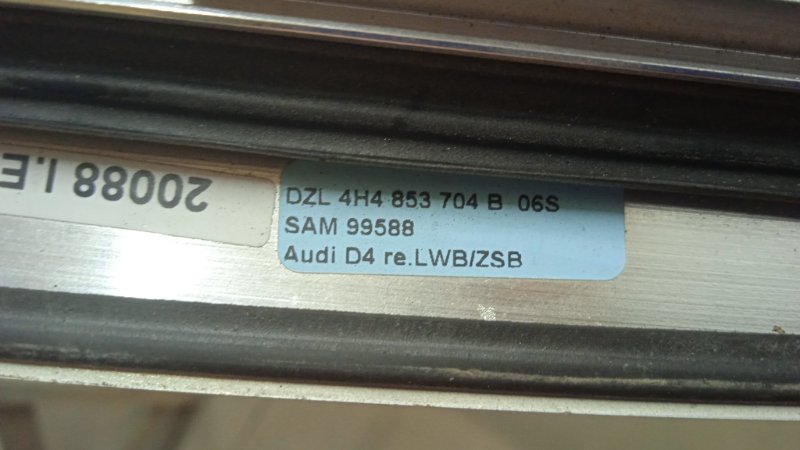 20088 I.E
DZL 4H4 853 704 B 06S
SAM 99588
Audi D4 re.LWB/ZSB